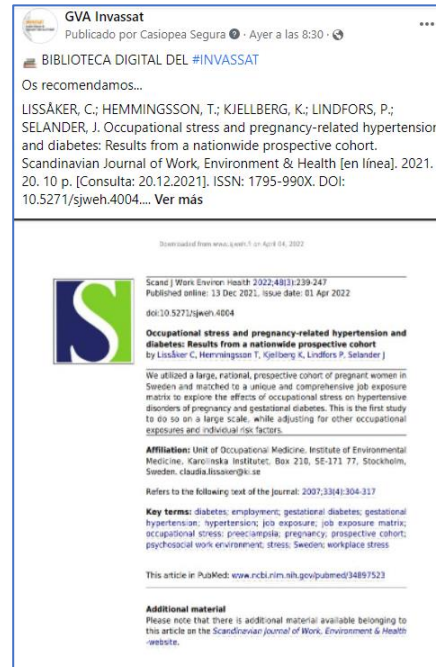 GVA Invassat
Publicado por Casiopea Segura · Ayer a las 8:30 ·
BIBLIOTECA DIGITAL DEL #INVASSAT
Os recomendamos...
LISSÅKER, C.; HEMMINGSSON, T.; KJELLBERG, K.; LINDFORS, P.;
SELANDER, J. Occupational stress and pregnancy-related hypertension
and diabetes: Results from a nationwide prospective cohort.
Scandinavian Journal of Work, Environment & Health [en línea]. 2021.
20. 10 p. [Consulta: 20.12.2021]. ISSN: 1795-990X. DOI:
10.5271/sjweh.4004.... Ver más
Downloaded from www.sjweh.fi on April 04, 2022
Scand J Work Environ Health 2022;48(3):239-247
Published online: 13 Dec 2021, Issue date: 01 Apr 2022
doi:10.5271/sjweh.4004
Occupational stress and pregnancy-related hypertension and
diabetes: Results from a nationwide prospective cohort
by Lissåker C, Hemmingsson T, Kjellberg K, Lindfors P, Selander J
We utilized a large, national, prospective cohort of pregnant women in
Sweden and matched to a unique and comprehensive job exposure
matrix to explore the effects of occupational stress on hypertensive
disorders of pregnancy and gestational diabetes. This is the first study
to do so on a large scale, while adjusting for other occupational
exposures and individual risk factors.
Affiliation: Unit of Occupational Medicine, Institute of Environmental
Medicine, Karolinska Institutet, Box 210, SE-171 77, Stockholm,
Sweden. claudia.lissaker@ki.se
Refers to the following text of the Journal: 2007;33(4):304-317
Key terms: diabetes; employment; gestational diabetes; gestational
hypertension; hypertension; job exposure; job exposure matrix;
occupational stress; preeclampsia; pregnancy; prospective cohort;
psychosocial work environment; stress; Sweden; workplace stress
This article in PubMed: www.ncbi.nlm.nih.gov/pubmed/34897523
Additional material
Please note that there is additional material available belonging to
this article on the Scandinavian Journal of Work, Environment & Health
-website.